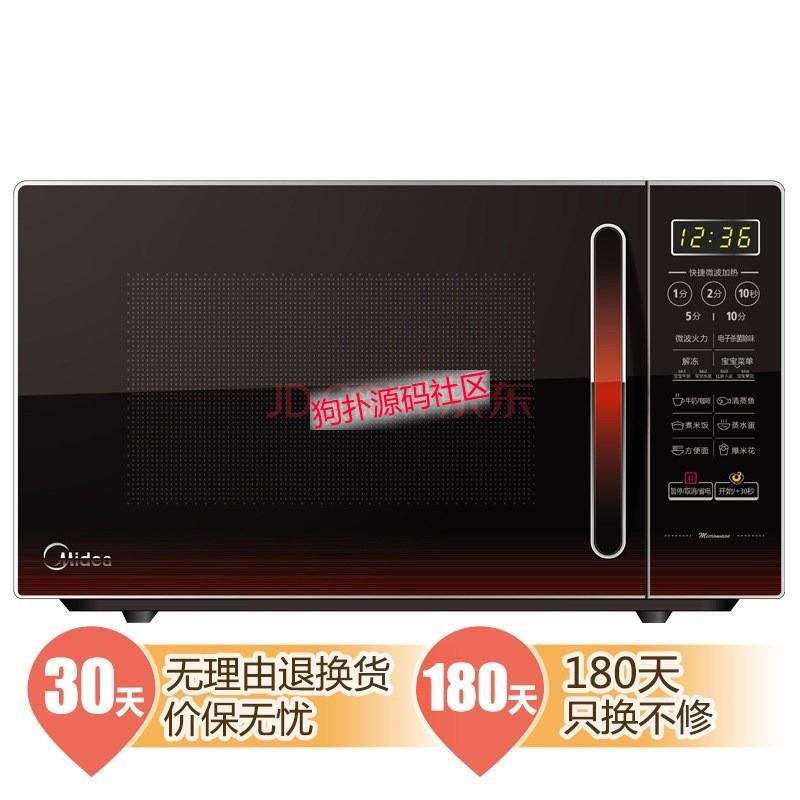 12:36
快捷微波加热
1分 2分 10秒
5分 | 10分
微波火力 电子杀菌除味
解冻 宝宝菜单
牛奶/咖啡 清蒸鱼
煮米饭 蒸水蛋
方便面 爆米花
暂停/取消/省电 开始/+30秒
Microwave
JD 京东
狗扑源码社区
Midea
30天 无理由退换货
价保无忧
180天 180天
只换不修